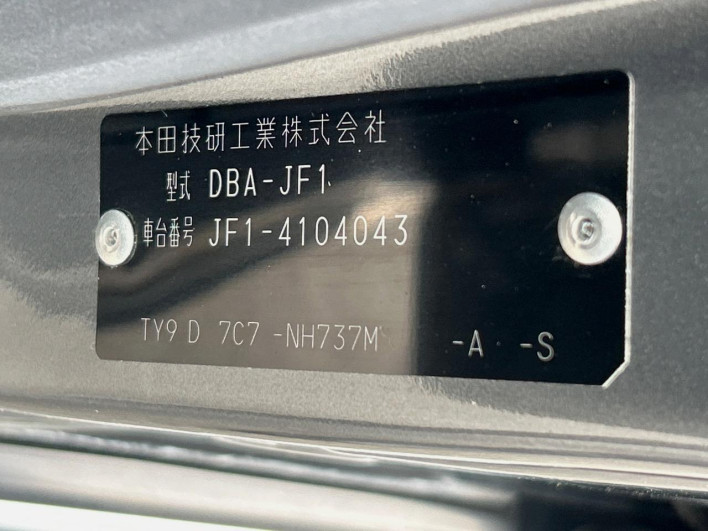 本田技研工業株式会社
型式 DBA-JF1
車台番号 JF1-4104043
TY9 D 7C7 -NH737M -A -S